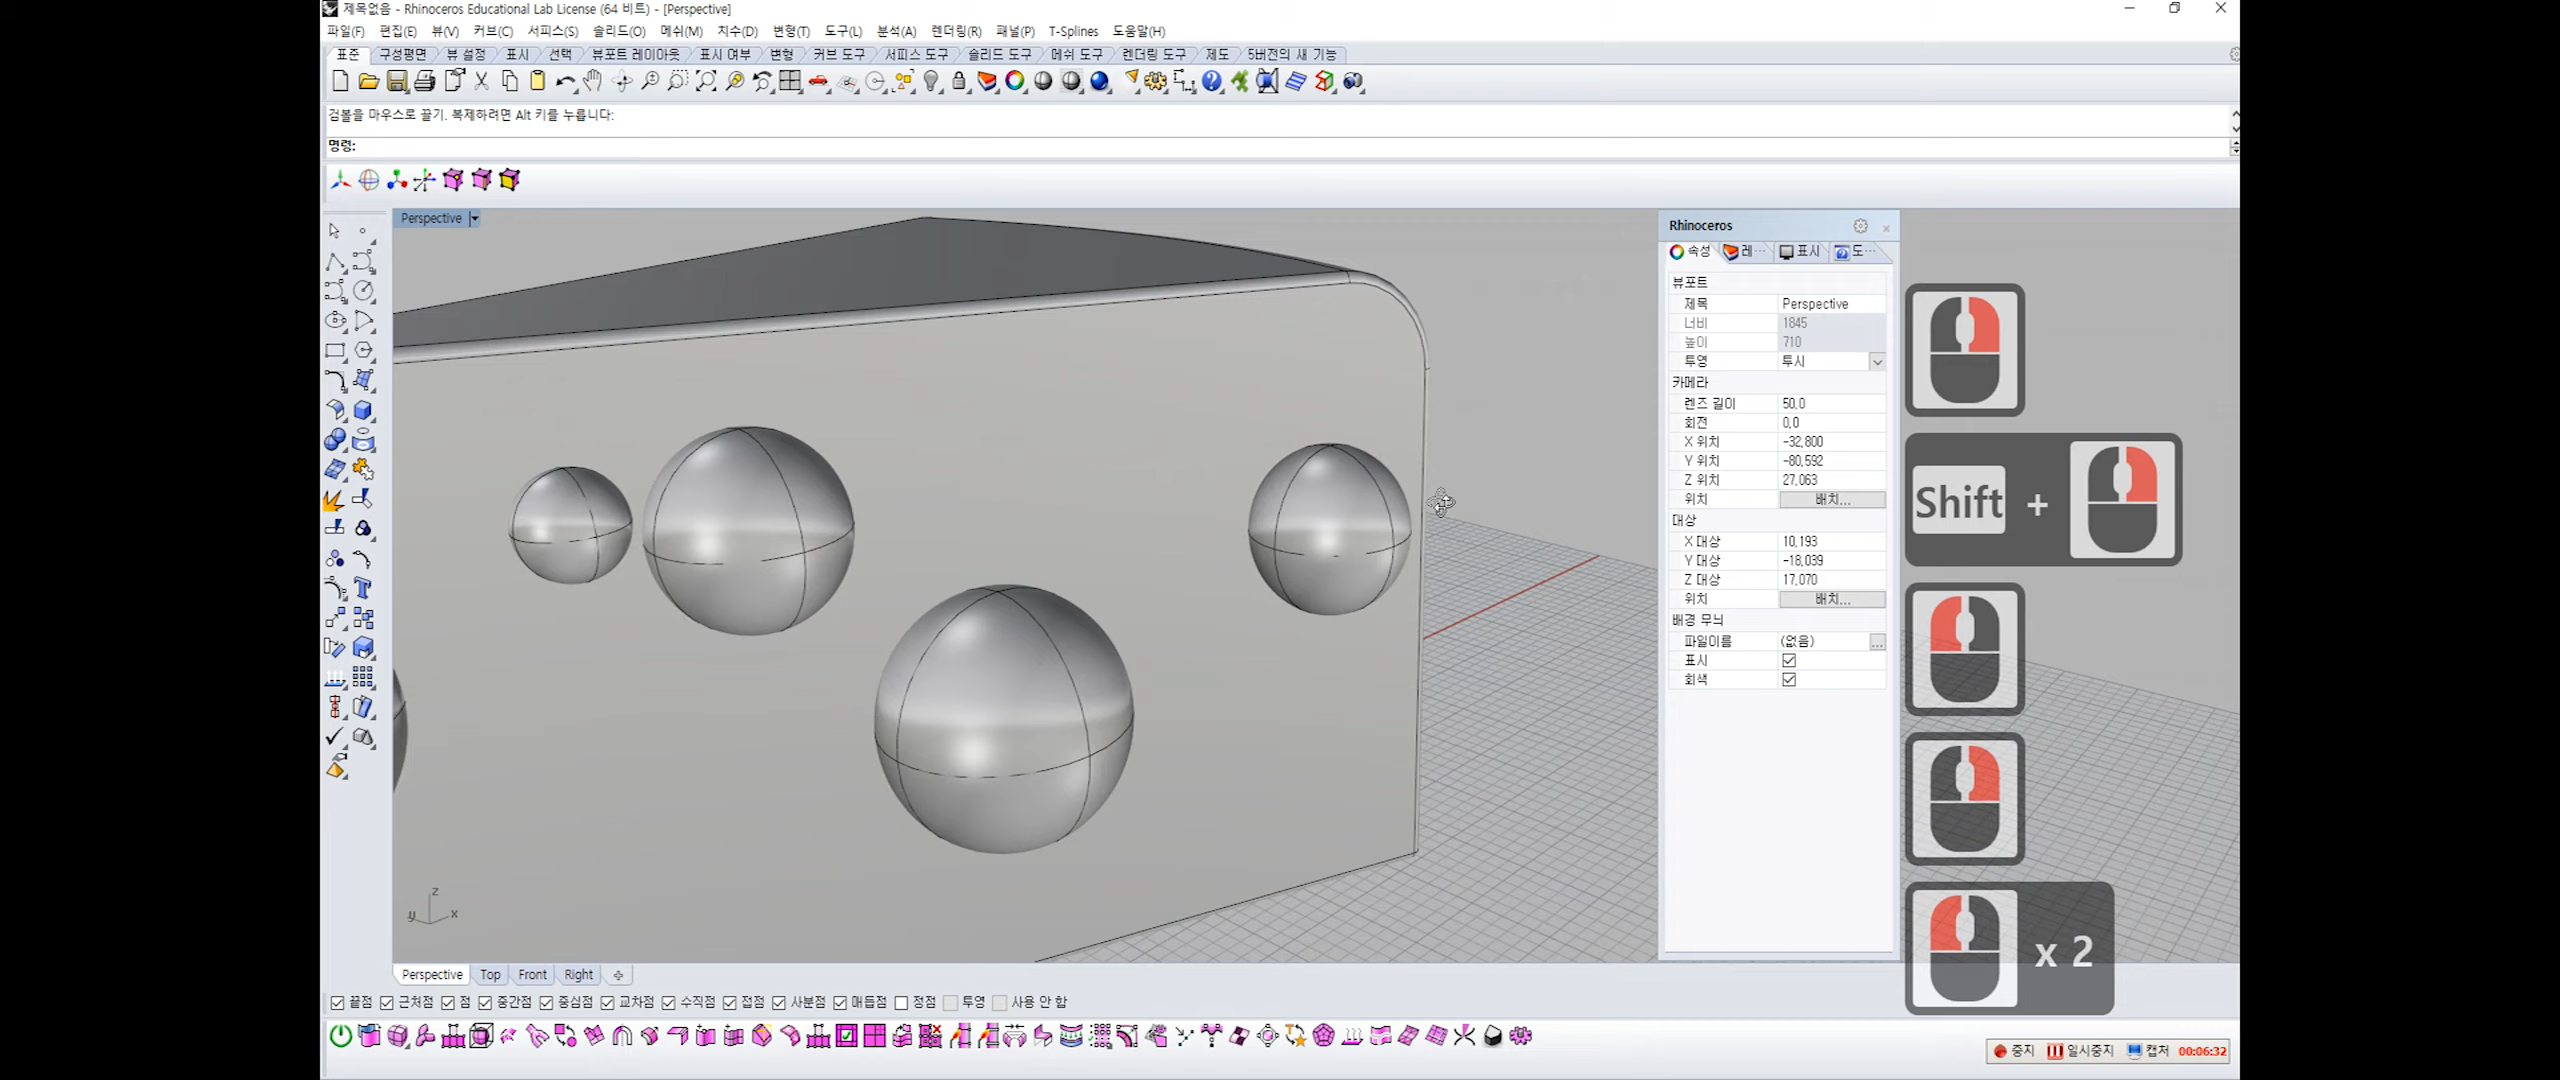 제목없음 - Rhinoceros Educational Lab License (64 비트) - [Perspective]
파일(F) 편집(E) 뷰(V) 커브(C) 서피스(S) 솔리드(O) 메쉬(M) 치수(D) 변형(T) 도구(L) 분석(A) 렌더링(R) 패널(P) T-Splines 도움말(H)
표준 구성평면 뷰 설정 표시 선택 뷰포트 레이아웃 표시 여부 변형 커브 도구 서피스 도구 솔리드 도구 메쉬 도구 렌더링 도구 제도 5버전의 새 기능
검볼을 마우스로 끌기. 복제하려면 Alt 키를 누릅니다:
명령:
Perspective
Rhinoceros
속성 레… 표시 도…
뷰포트
제목 Perspective
너비 1845
높이 710
투영 투시
카메라
렌즈 길이 50.0
회전 0.0
X 위치 -32.800
Y 위치 -80.592
Z 위치 27.063
위치 배치...
대상
X 대상 10.193
Y 대상 -18.039
Z 대상 17.070
위치 배치...
배경 무늬
파일이름 (없음) ...
표시
회색
Shift +
x 2
z
y x
Perspective Top Front Right
끝점 근처점 점 중간점 중심점 교차점 수직점 접점 사분점 매듭점 정점 투영 사용 안 함
중지 일시중지 캡처 00:06:32